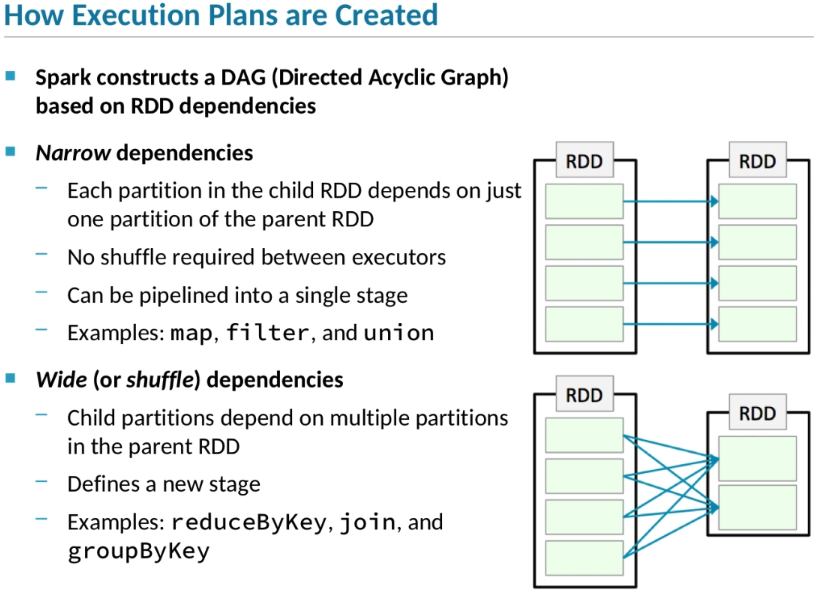 How Execution Plans are Created
Spark constructs a DAG (Directed Acyclic Graph)
based on RDD dependencies
Narrow dependencies
– Each partition in the child RDD depends on just
one partition of the parent RDD
– No shuffle required between executors
– Can be pipelined into a single stage
– Examples: map, filter, and union
RDD
RDD
Wide (or shuffle) dependencies
– Child partitions depend on multiple partitions
in the parent RDD
– Defines a new stage
– Examples: reduceByKey, join, and
groupByKey
RDD
RDD